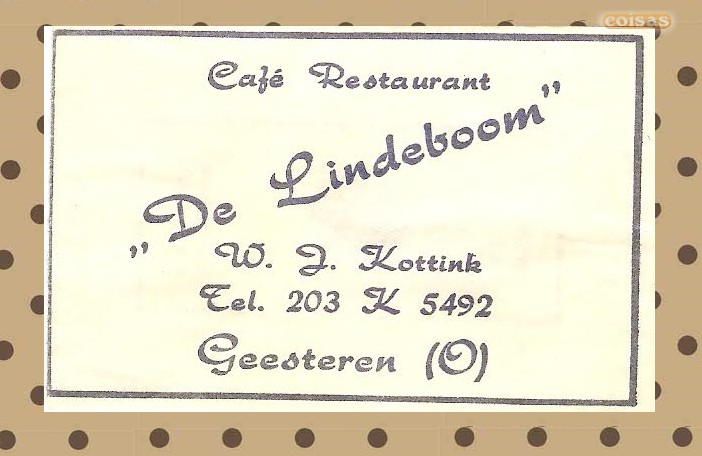 coisas
Café Restaurant
„De Lindeboom”
W. J. Kottink
Tel. 203 K 5492
Geesteren (O)